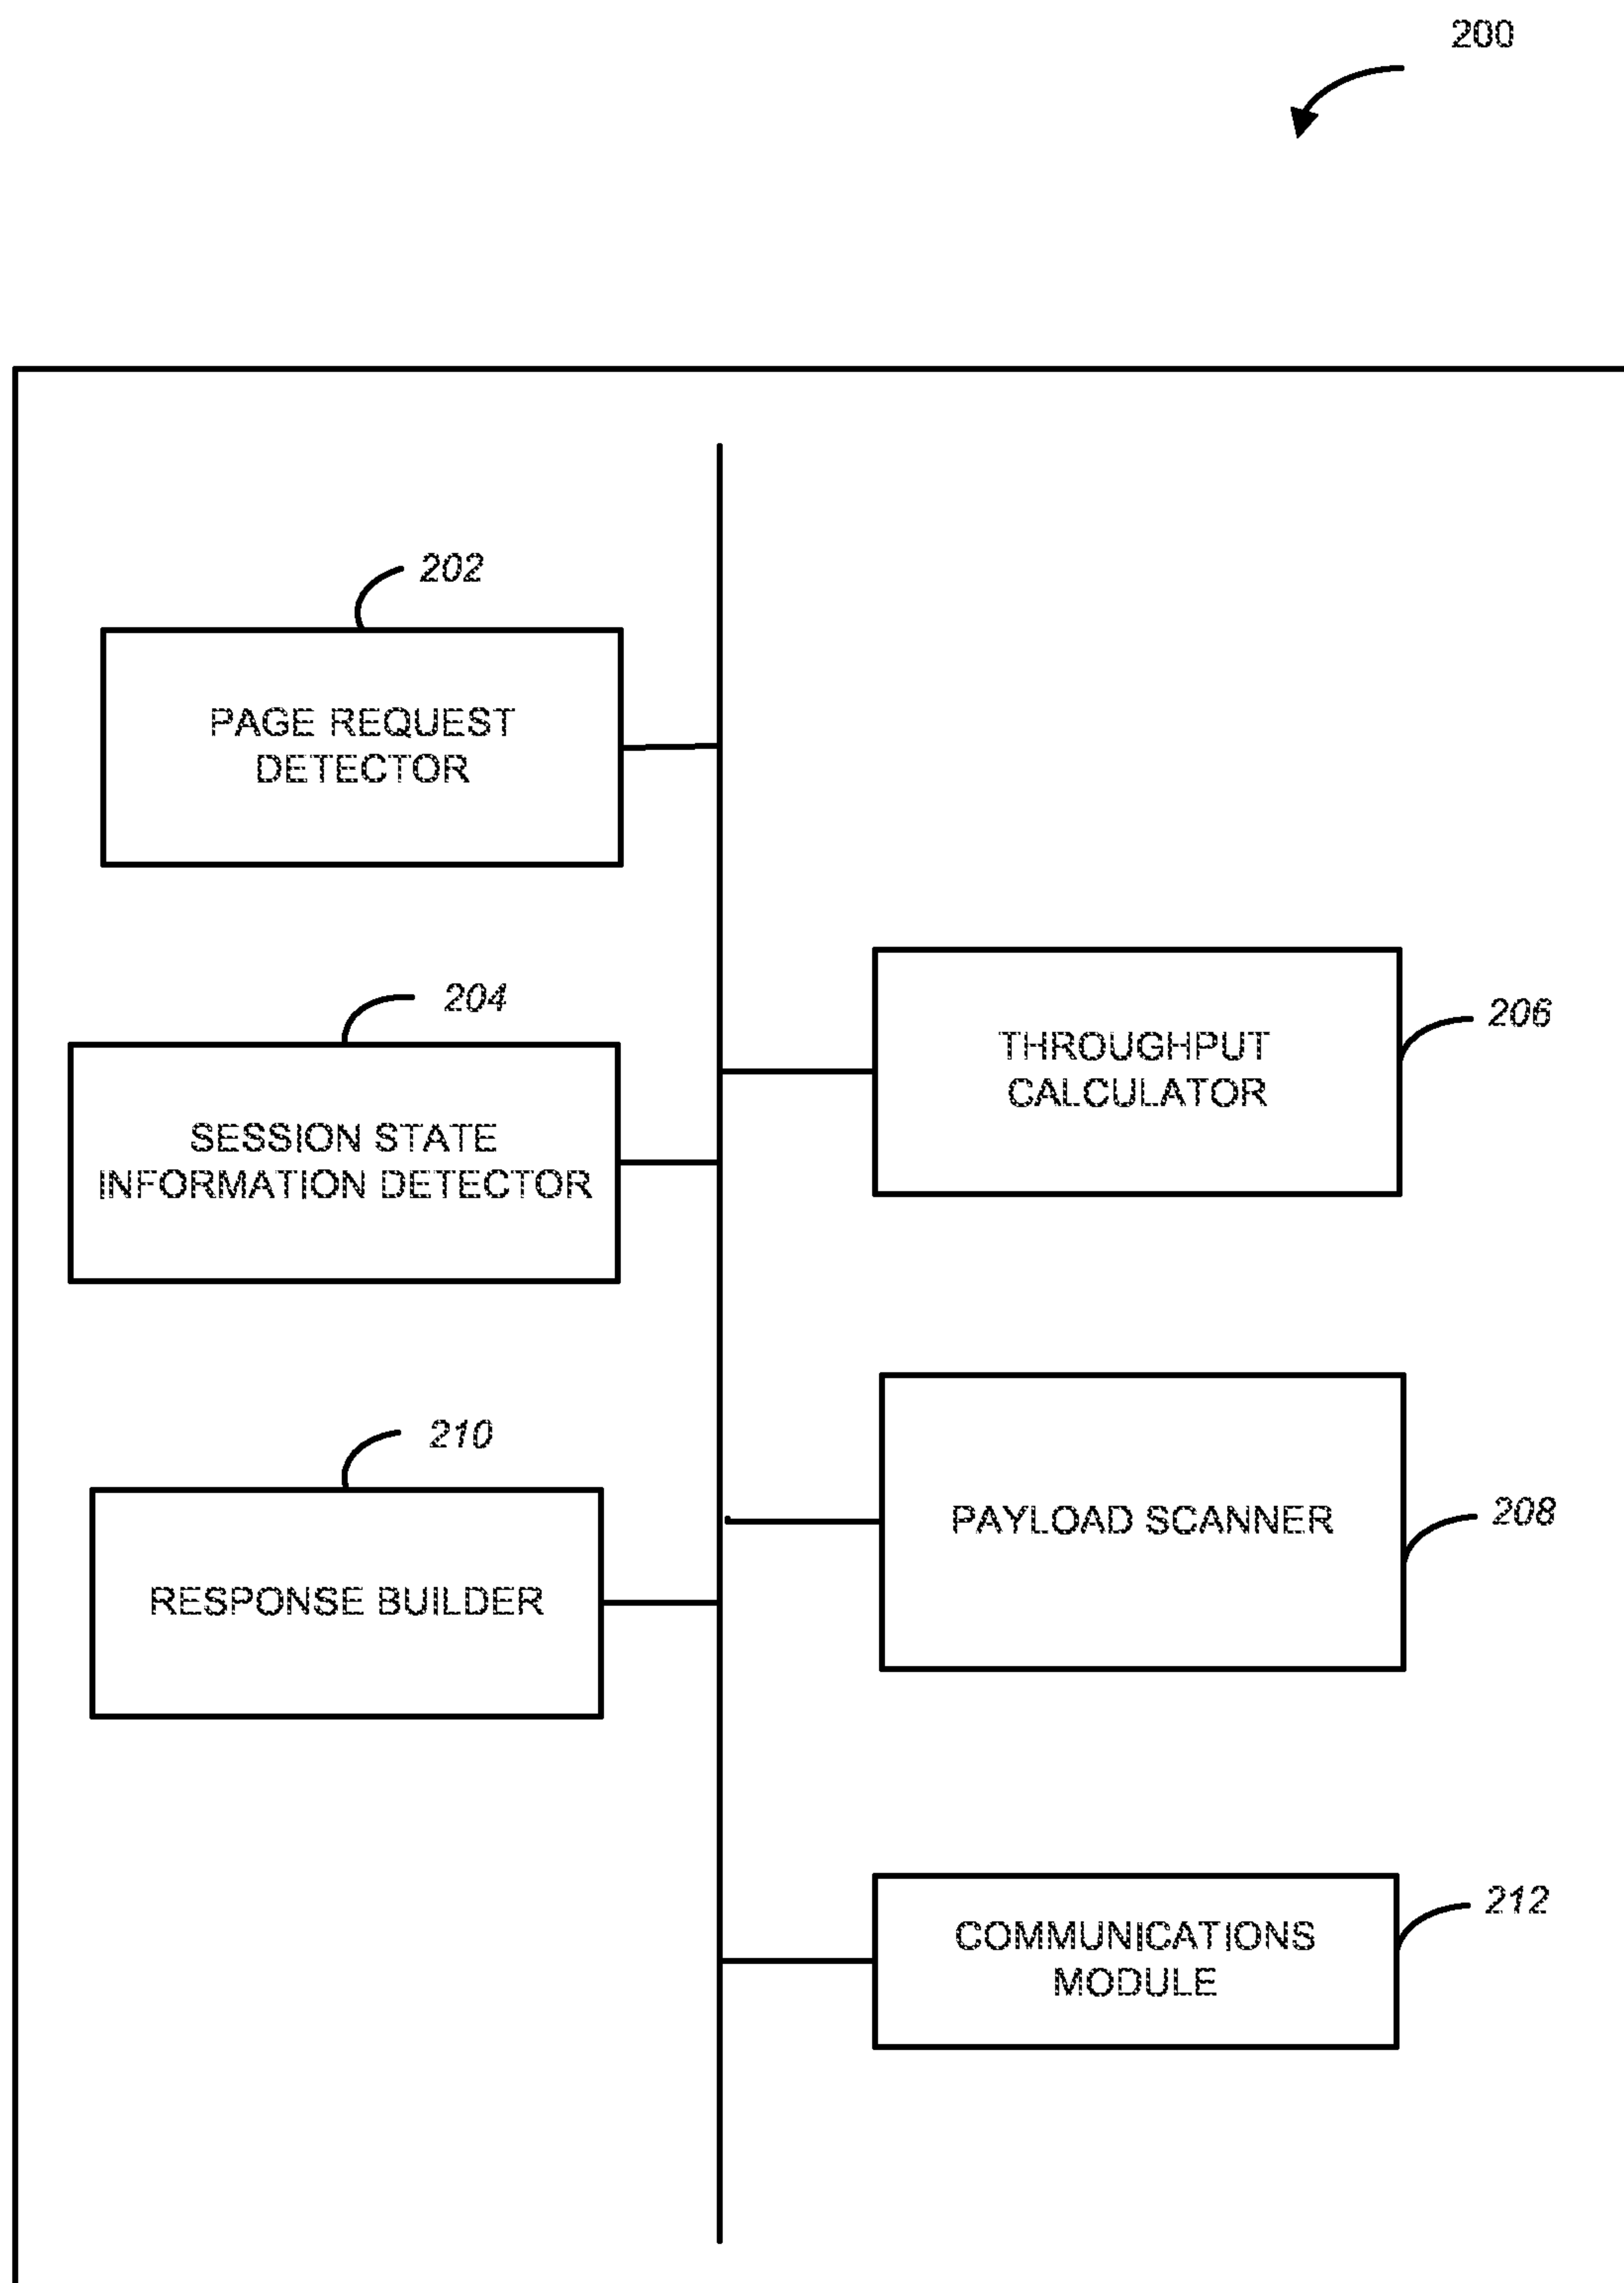 200
202
PAGE REQUEST
DETECTOR
204
SESSION STATE
INFORMATION DETECTOR
206
THROUGHPUT
CALCULATOR
210
RESPONSE BUILDER
208
PAYLOAD SCANNER
212
COMMUNICATIONS
MODULE